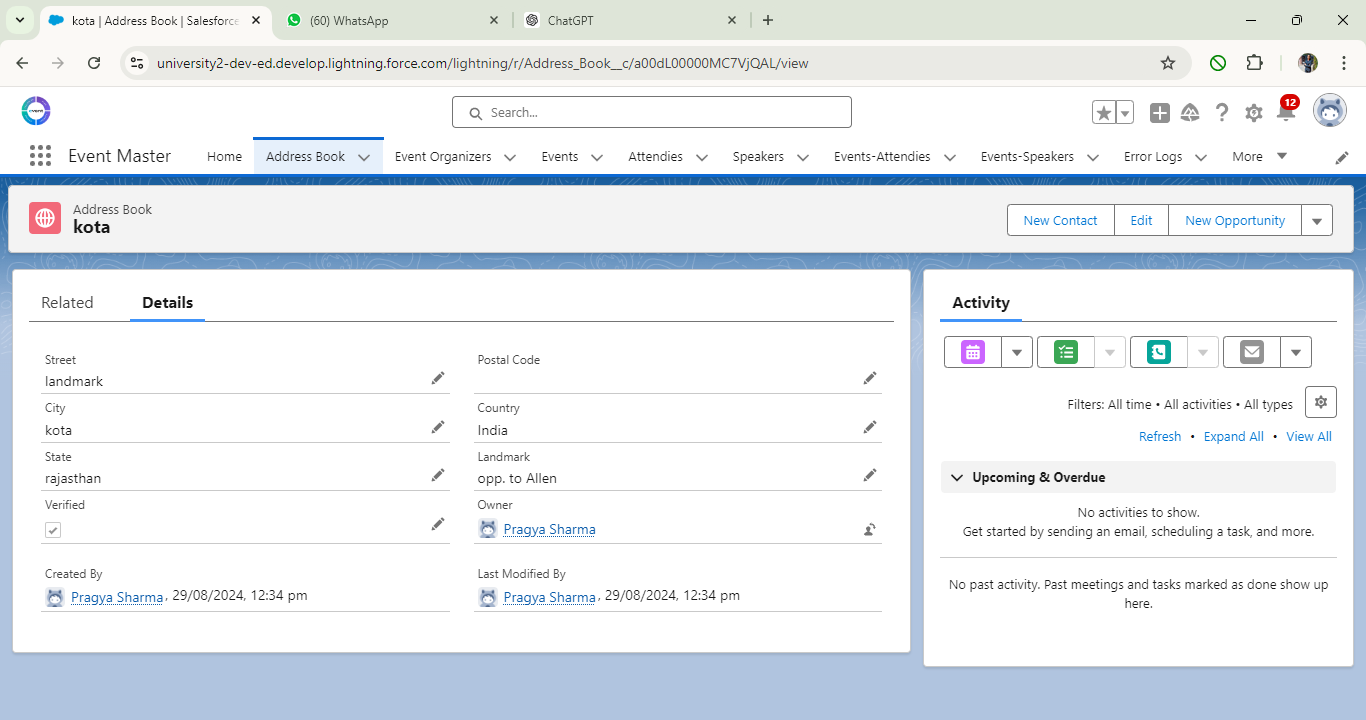 kota | Address Book | Salesforce
(60) WhatsApp
ChatGPT
university2-dev-ed.develop.lightning.force.com/lightning/r/Address_Book__c/a00dL00000MC7VjQAL/view
Search...
12
Event Master
Home
Address Book
Event Organizers
Events
Attendies
Speakers
Events-Attendies
Events-Speakers
Error Logs
More
Address Book
kota
New Contact
Edit
New Opportunity
Related
Details
Street
landmark
Postal Code
City
kota
Country
India
State
rajasthan
Landmark
opp. to Allen
Verified
Owner
Pragya Sharma
Created By
Pragya Sharma, 29/08/2024, 12:34 pm
Last Modified By
Pragya Sharma, 29/08/2024, 12:34 pm
Activity
Filters: All time • All activities • All types
Refresh • Expand All • View All
Upcoming & Overdue
No activities to show.
Get started by sending an email, scheduling a task, and more.
No past activity. Past meetings and tasks marked as done show up
here.